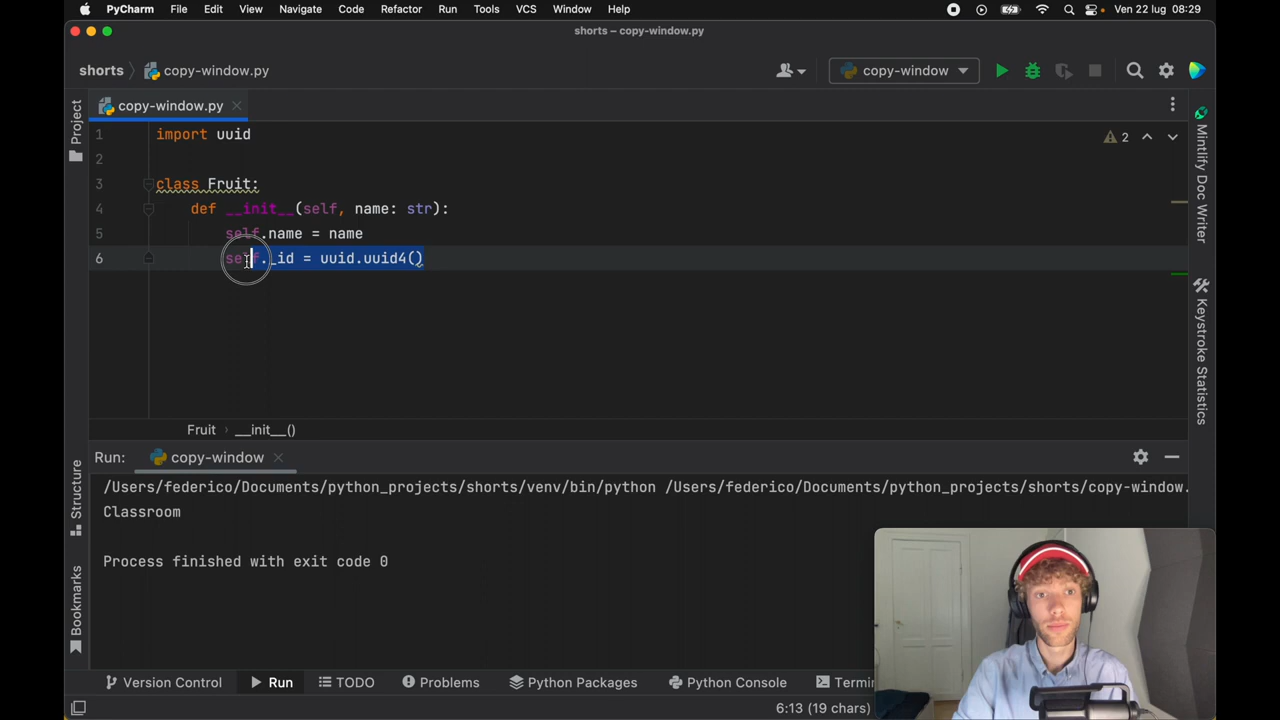 PyCharm File Edit View Navigate Code Refactor Run Tools VCS Window Help Ven 22 lug 08:29
shorts – copy-window.py
shorts copy-window.py copy-window
Project
copy-window.py
1 import uuid
2
3 class Fruit:
4 def __init__(self, name: str):
5 self.name = name
6 self._id = uuid.uuid4()
2
Mintlify Doc Writer
Keystroke Statistics
Fruit __init__()
Run: copy-window
/Users/federico/Documents/python_projects/shorts/venv/bin/python /Users/federico/Documents/python_projects/shorts/copy-window.
Classroom
Process finished with exit code 0
Structure
Bookmarks
Version Control Run TODO Problems Python Packages Python Console Termi
6:13 (19 chars)